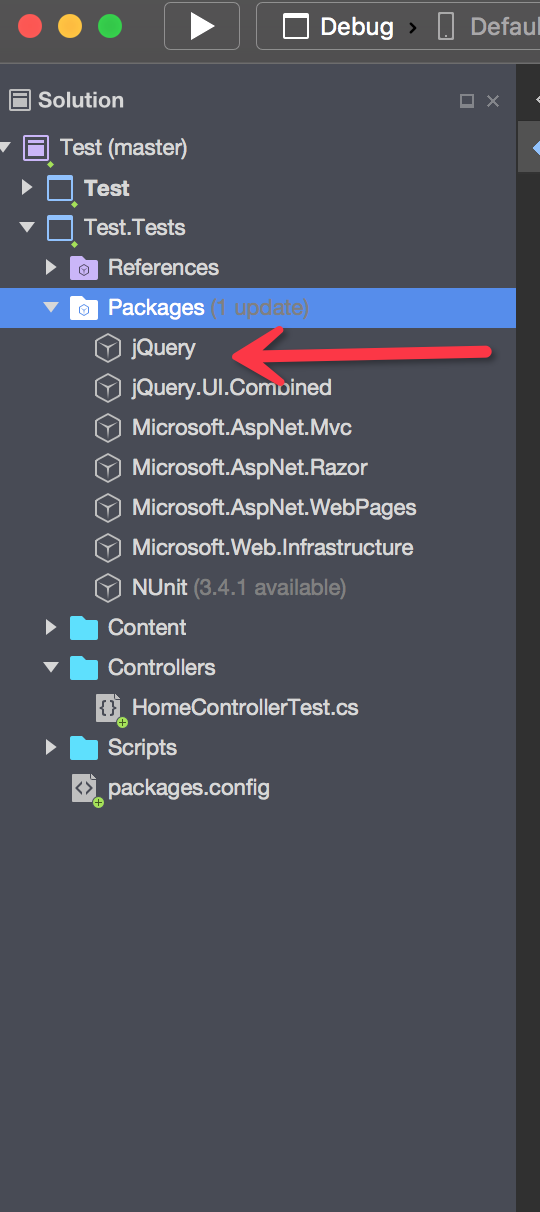 Debug
Solution
Test (master)
Test
Test.Tests
References
Packages (1 update)
jQuery
jQuery.UI.Combined
Microsoft.AspNet.Mvc
Microsoft.AspNet.Razor
Microsoft.AspNet.WebPages
Microsoft.Web.Infrastructure
NUnit (3.4.1 available)
Content
Controllers
HomeControllerTest.cs
Scripts
packages.config